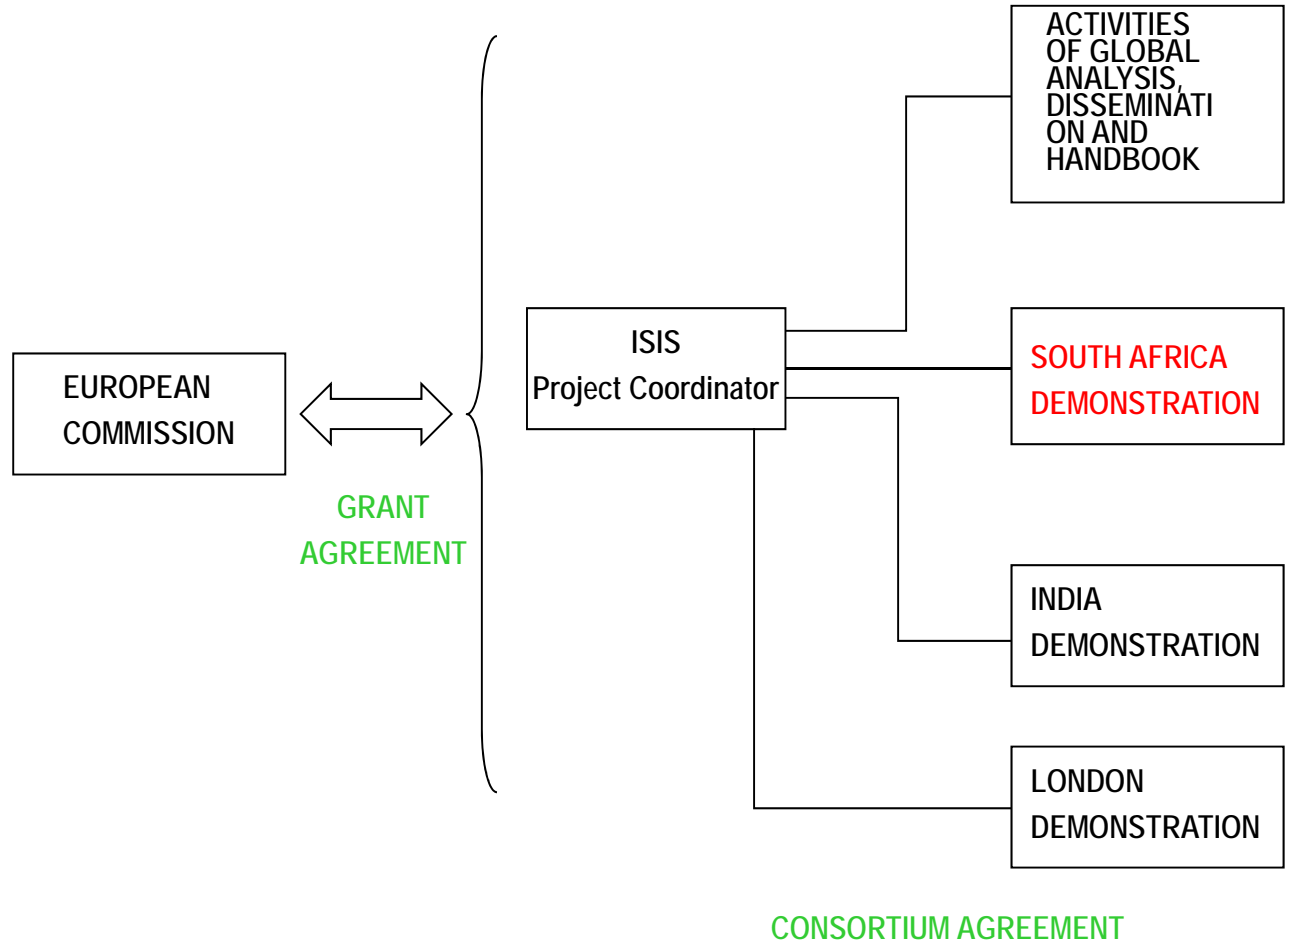 ACTIVITIES
OF GLOBAL
ANALYSIS,
DISSEMINATI
ON AND
HANDBOOK
ISIS
Project Coordinator
SOUTH AFRICA
DEMONSTRATION
EUROPEAN
COMMISSION
GRANT
AGREEMENT
INDIA
DEMONSTRATION
LONDON
DEMONSTRATION
CONSORTIUM AGREEMENT